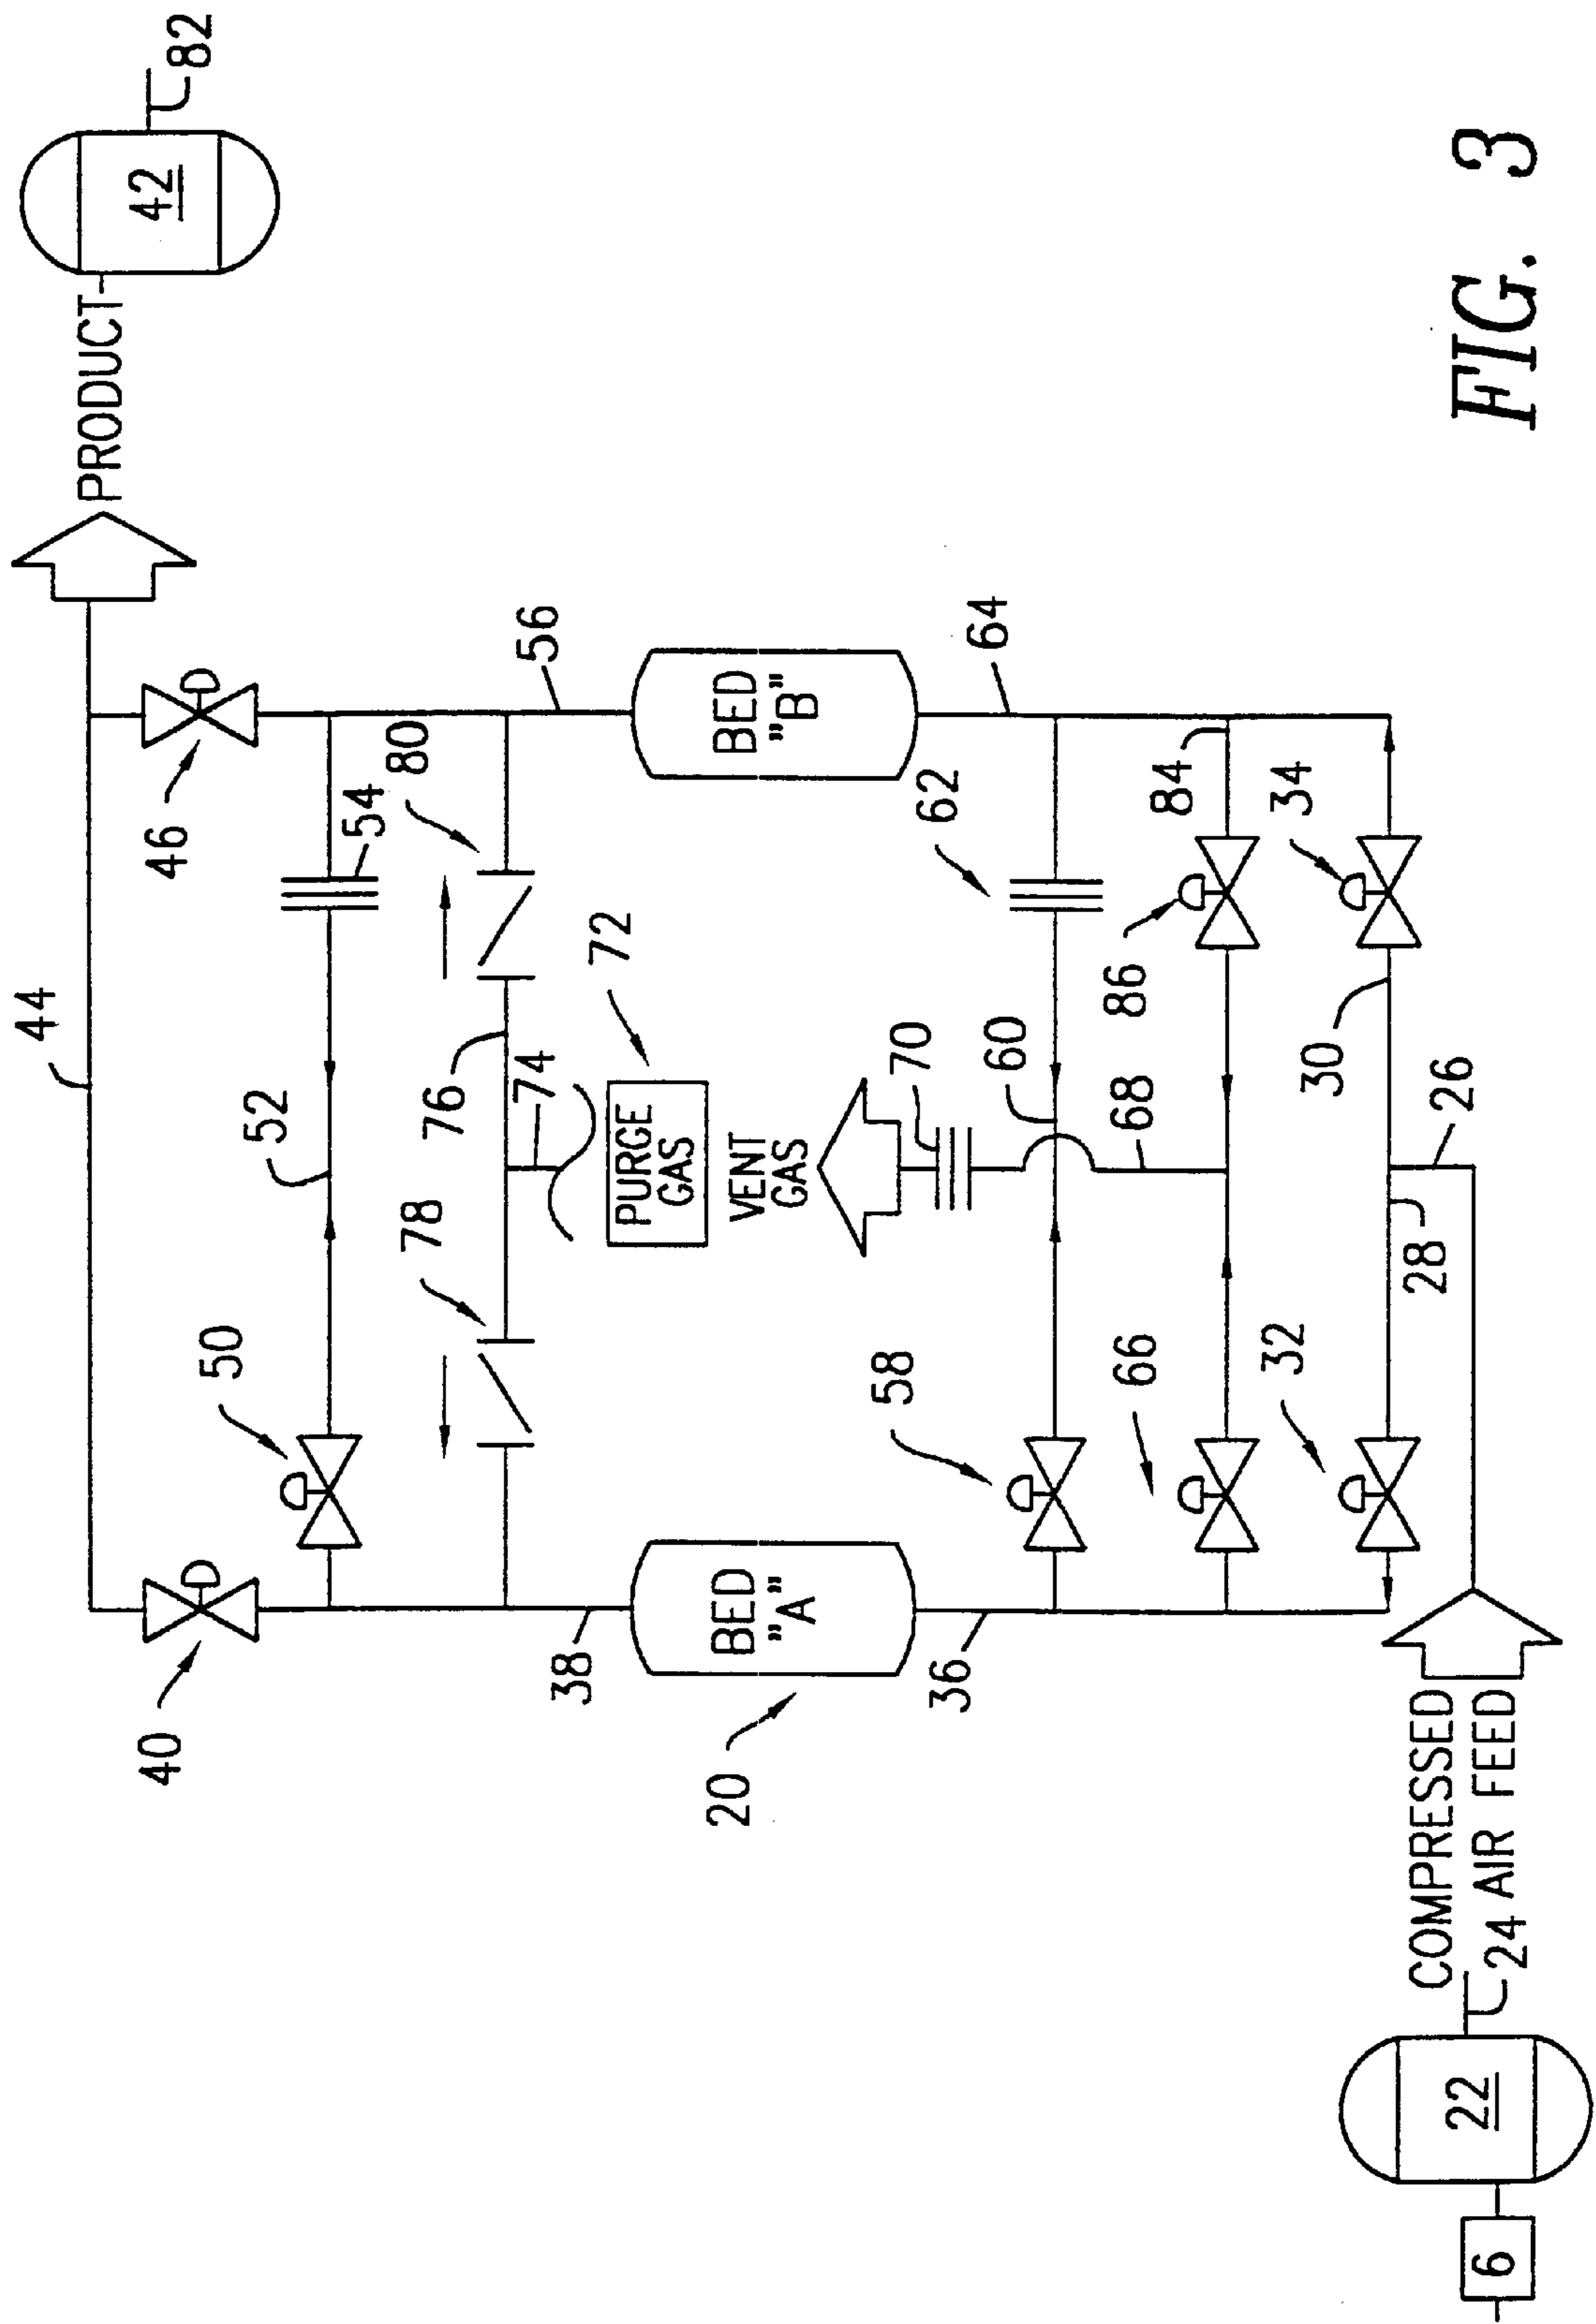 44
PRODUCT
42
82
40
46
50
52
54
78
76
80
74
38
56
PURGE
GAS
72
20
BED
"A"
BED
"B"
VENT
GAS
36
64
58
70
60
62
66
68
86
84
32
30
34
28
26
COMPRESSED
24 AIR FEED
22
6
FIG. 3